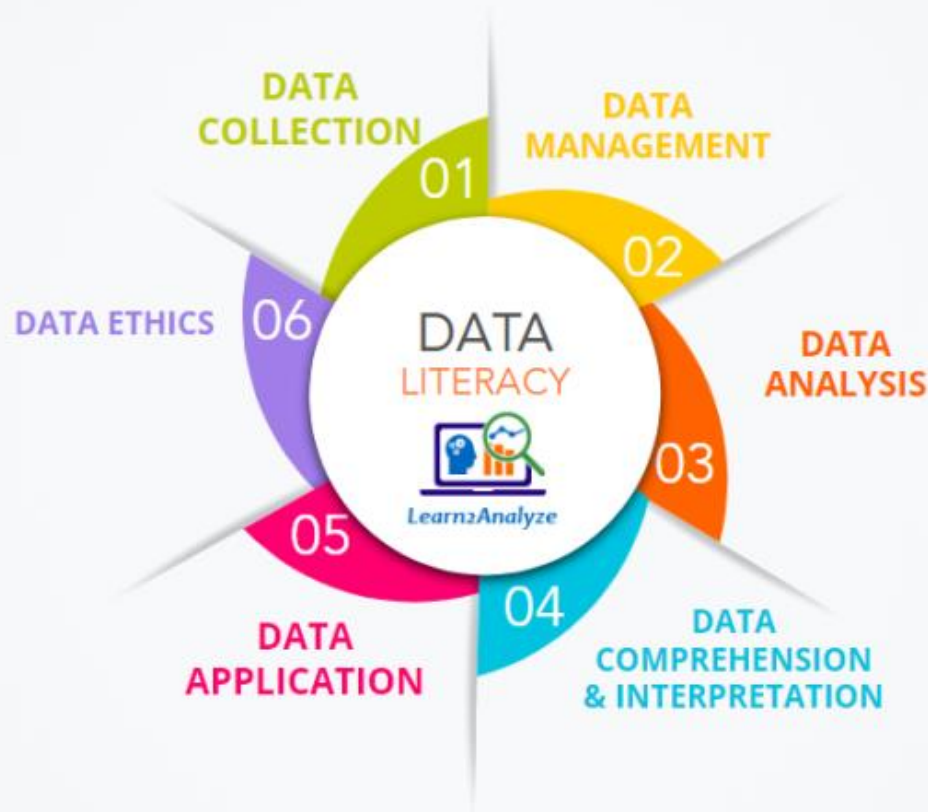 DATA
COLLECTION
01
DATA
MANAGEMENT
02
DATA
ANALYSIS
03
DATA
COMPREHENSION
& INTERPRETATION
04
DATA
APPLICATION
05
DATA ETHICS
06
DATA
LITERACY
Learn2Analyze